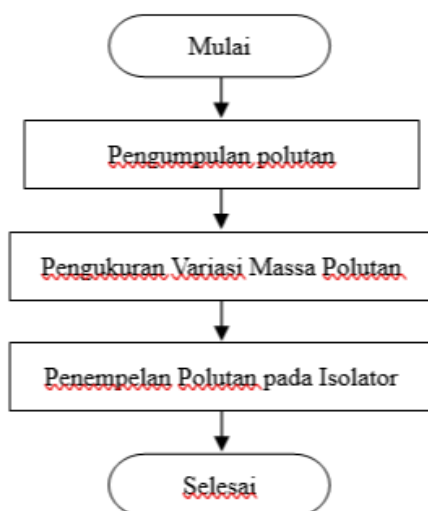 Mulai
Pengumpulan polutan
Pengukuran Variasi Massa Polutan
Penempelan Polutan pada Isolator
Selesai